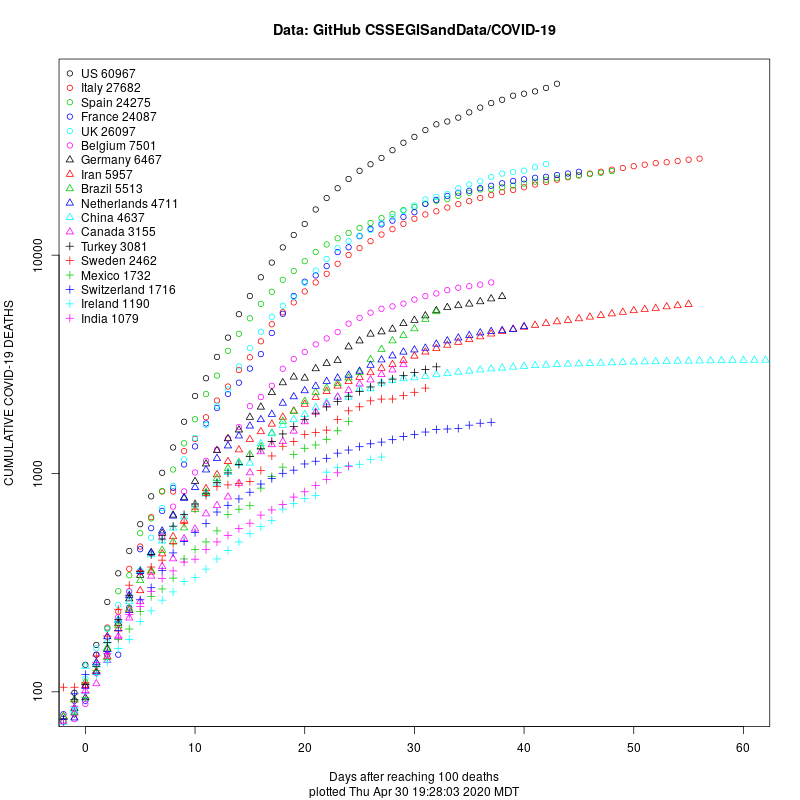 Data: GitHub CSSEGISandData/COVID-19
US 60967
Italy 27682
Spain 24275
France 24087
UK 26097
Belgium 7501
Germany 6467
Iran 5957
Brazil 5513
Netherlands 4711
China 4637
Canada 3155
Turkey 3081
Sweden 2462
Mexico 1732
Switzerland 1716
Ireland 1190
India 1079
CUMULATIVE COVID-19 DEATHS
10000
1000
100
0 10 20 30 40 50 60
Days after reaching 100 deaths
plotted Thu Apr 30 19:28:03 2020 MDT